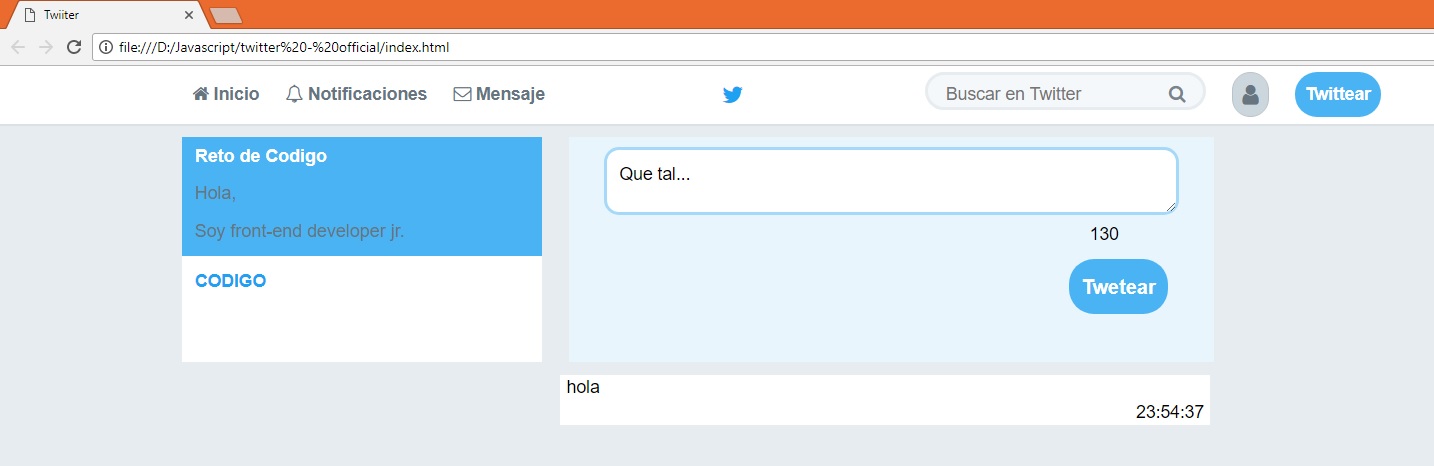 Twiiter
file:///D:/Javascript/twitter%20-%20official/index.html
Inicio Notificaciones Mensaje Buscar en Twitter Twittear
Reto de Codigo
Hola,
Soy front-end developer jr.
CODIGO
Que tal...
130
Twetear
hola
23:54:37